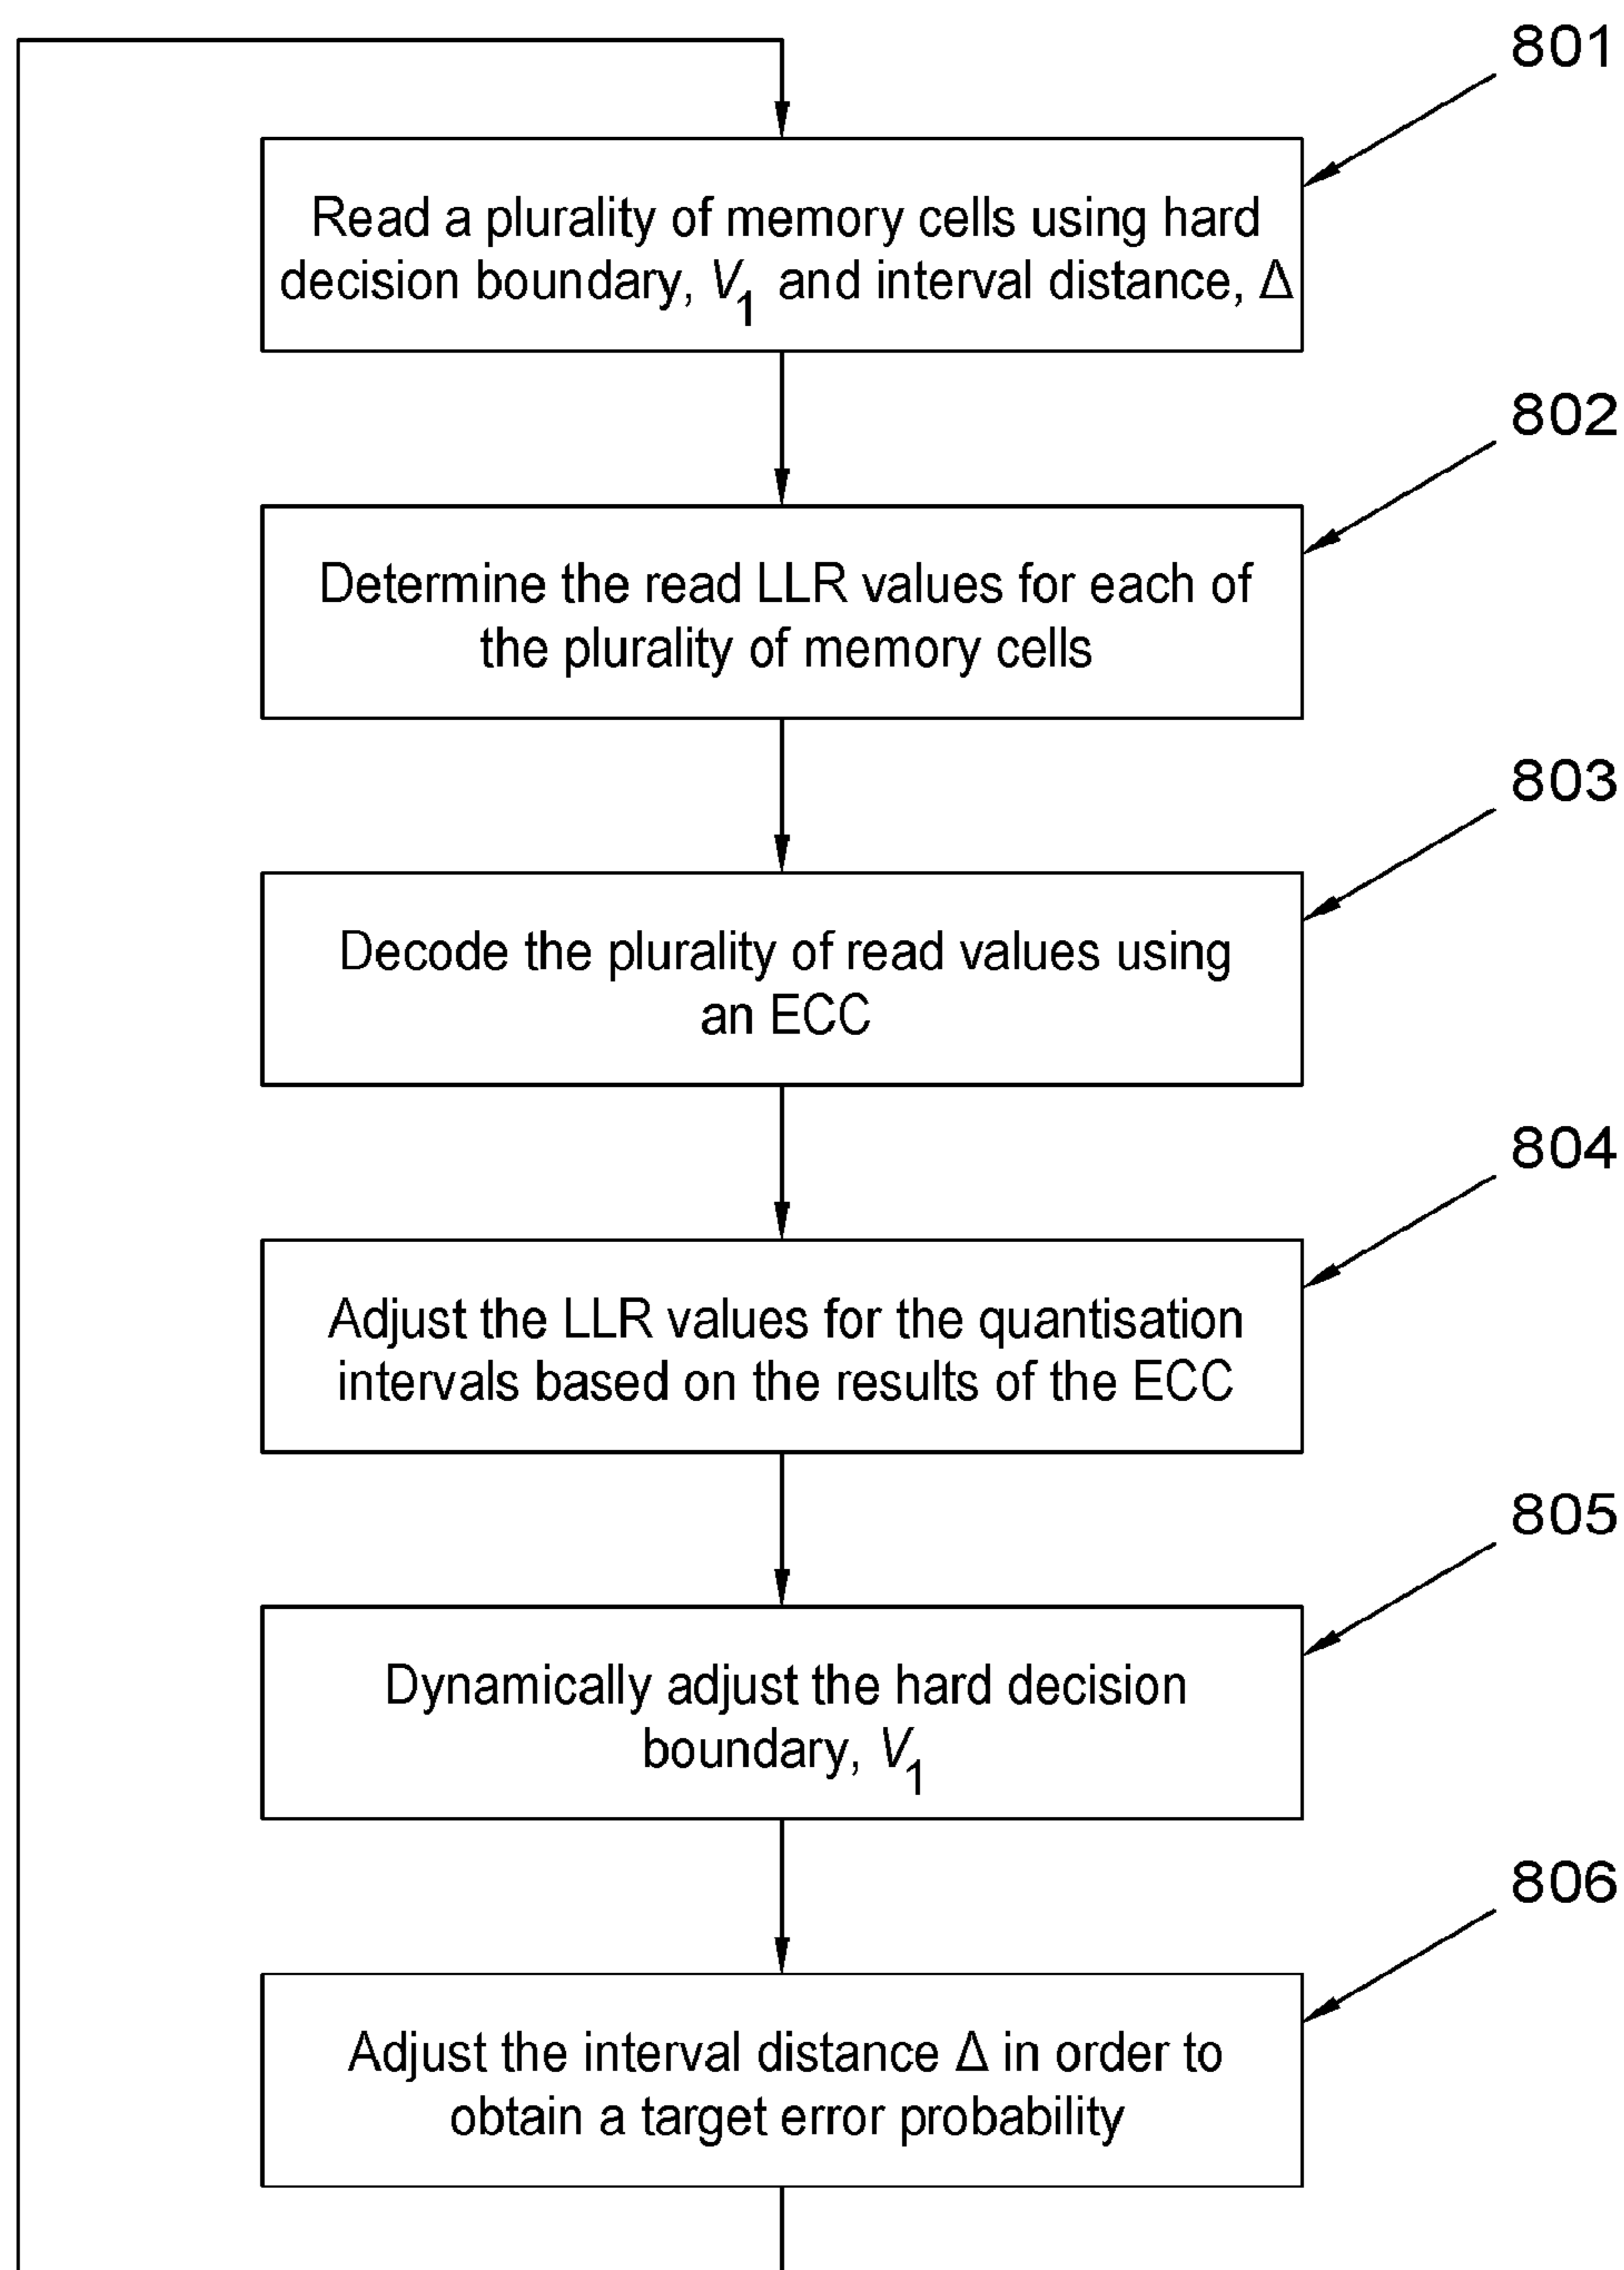 801
Read a plurality of memory cells using hard
decision boundary, V₁ and interval distance, Δ
802
Determine the read LLR values for each of
the plurality of memory cells
803
Decode the plurality of read values using
an ECC
804
Adjust the LLR values for the quantisation
intervals based on the results of the ECC
805
Dynamically adjust the hard decision
boundary, V₁
806
Adjust the interval distance Δ in order to
obtain a target error probability